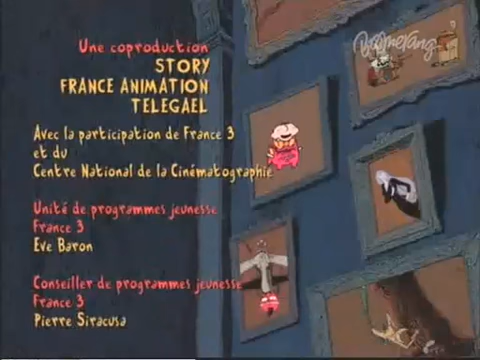 Boomerang
Une coproduction
STORY
FRANCE ANIMATION
TELEGAEL
Avec la participation de France 3
et du
Centre National de la Cinématographie
Unité de programmes jeunesse
France 3
Eve Baron
Conseiller de programmes jeunesse
France 3
Pierre Siracusa